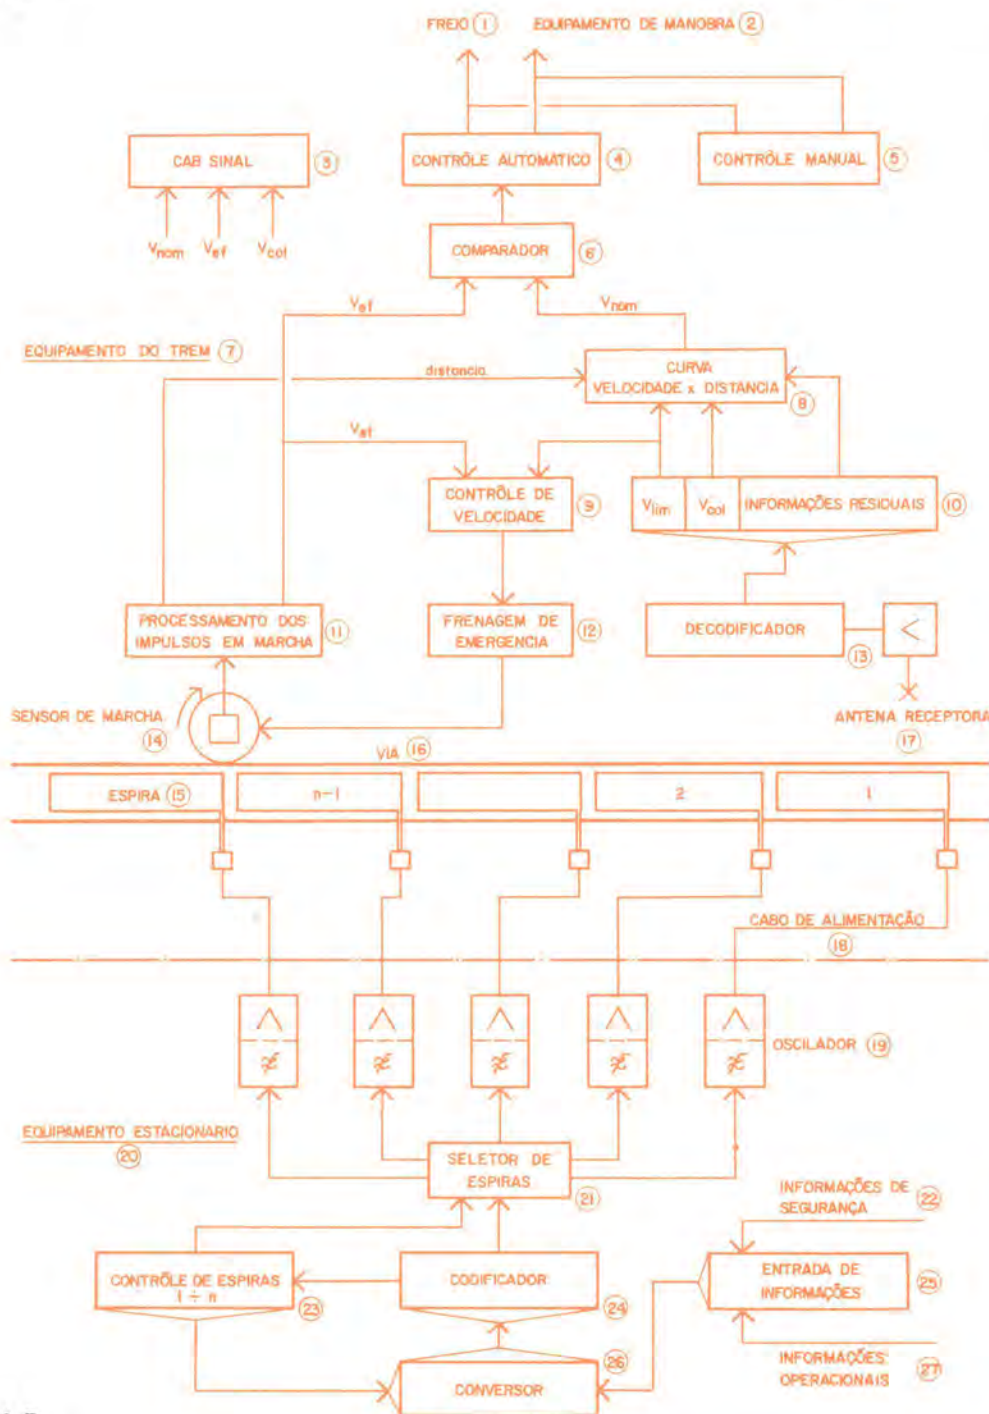 FREIO 1
EQUIPAMENTO DE MANOBRA 2
CAB SINAL 3
CONTRÔLE AUTOMÁTICO 4
CONTRÔLE MANUAL 5
Vnom Vef Vcol
COMPARADOR 6
Vef
Vnom
EQUIPAMENTO DO TREM 7
distancia
CURVA
VELOCIDADE x DISTÂNCIA 8
Vef
CONTRÔLE DE
VELOCIDADE 9
Vlim Vcol INFORMAÇÕES RESIDUAIS 10
PROCESSAMENTO DOS
IMPULSOS EM MARCHA 11
FRENAGEM DE
EMERGENCIA 12
DECODIFICADOR 13
SENSOR DE MARCHA
14
ANTENA RECEPTORA
17
VIA 16
ESPIRA 15
n-1
2
1
CABO DE ALIMENTAÇÃO
18
OSCILADOR 19
EQUIPAMENTO ESTACIONARIO
20
SELETOR DE
ESPIRAS
21
INFORMAÇÕES DE
SEGURANÇA 22
CONTRÔLE DE ESPIRAS
1 ÷ n
23
CODIFICADOR
24
ENTRADA DE
INFORMAÇÕES 25
CONVERSOR 26
INFORMAÇÕES
OPERACIONAIS 27